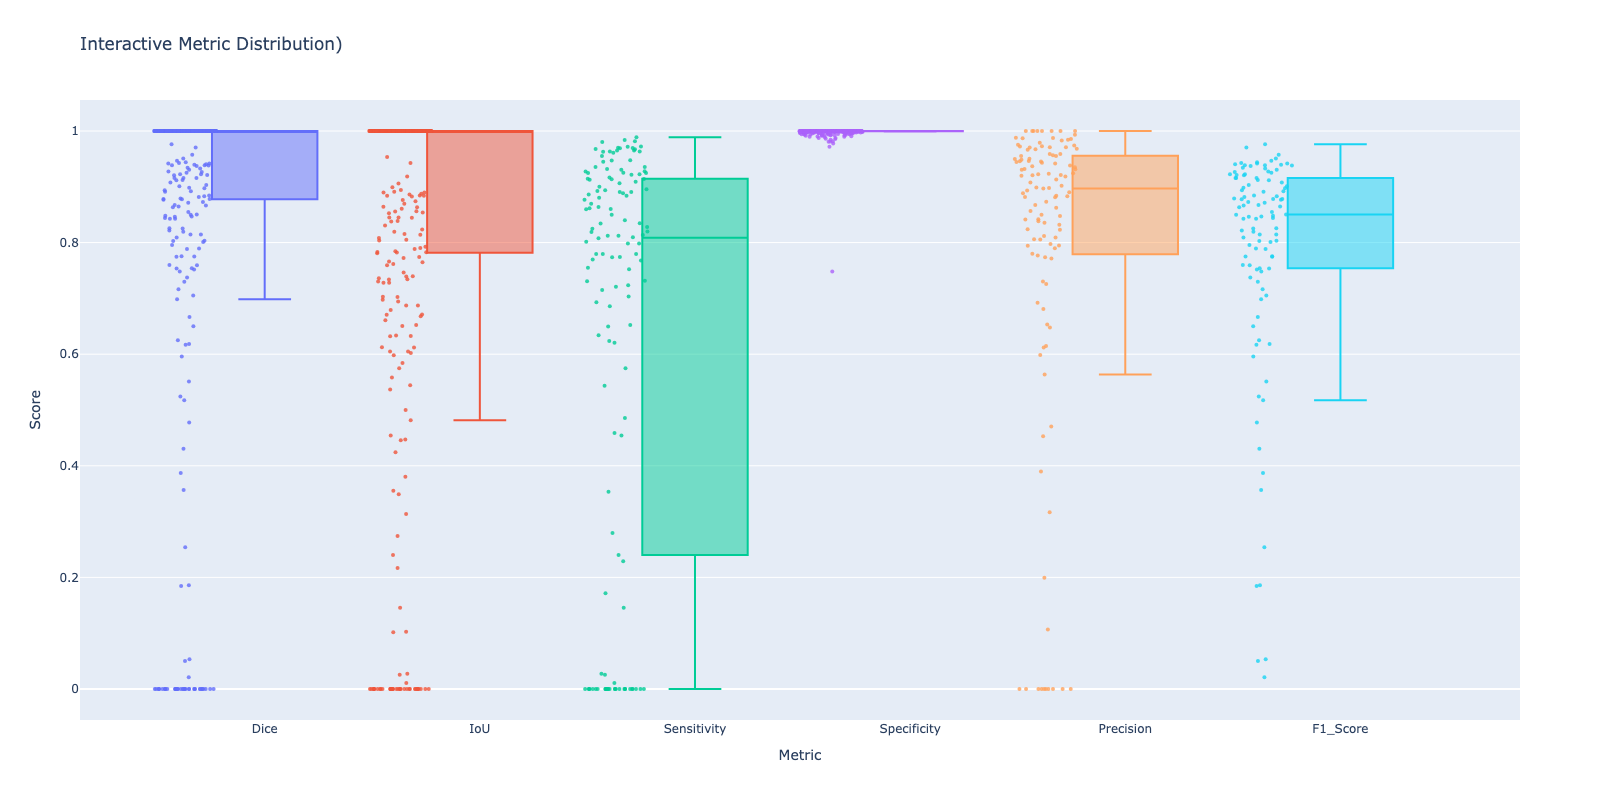 Interactive Metric Distribution)
1
0.8
0.6
0.4
0.2
0
Score
Dice
IoU
Sensitivity
Specificity
Precision
F1_Score
Metric